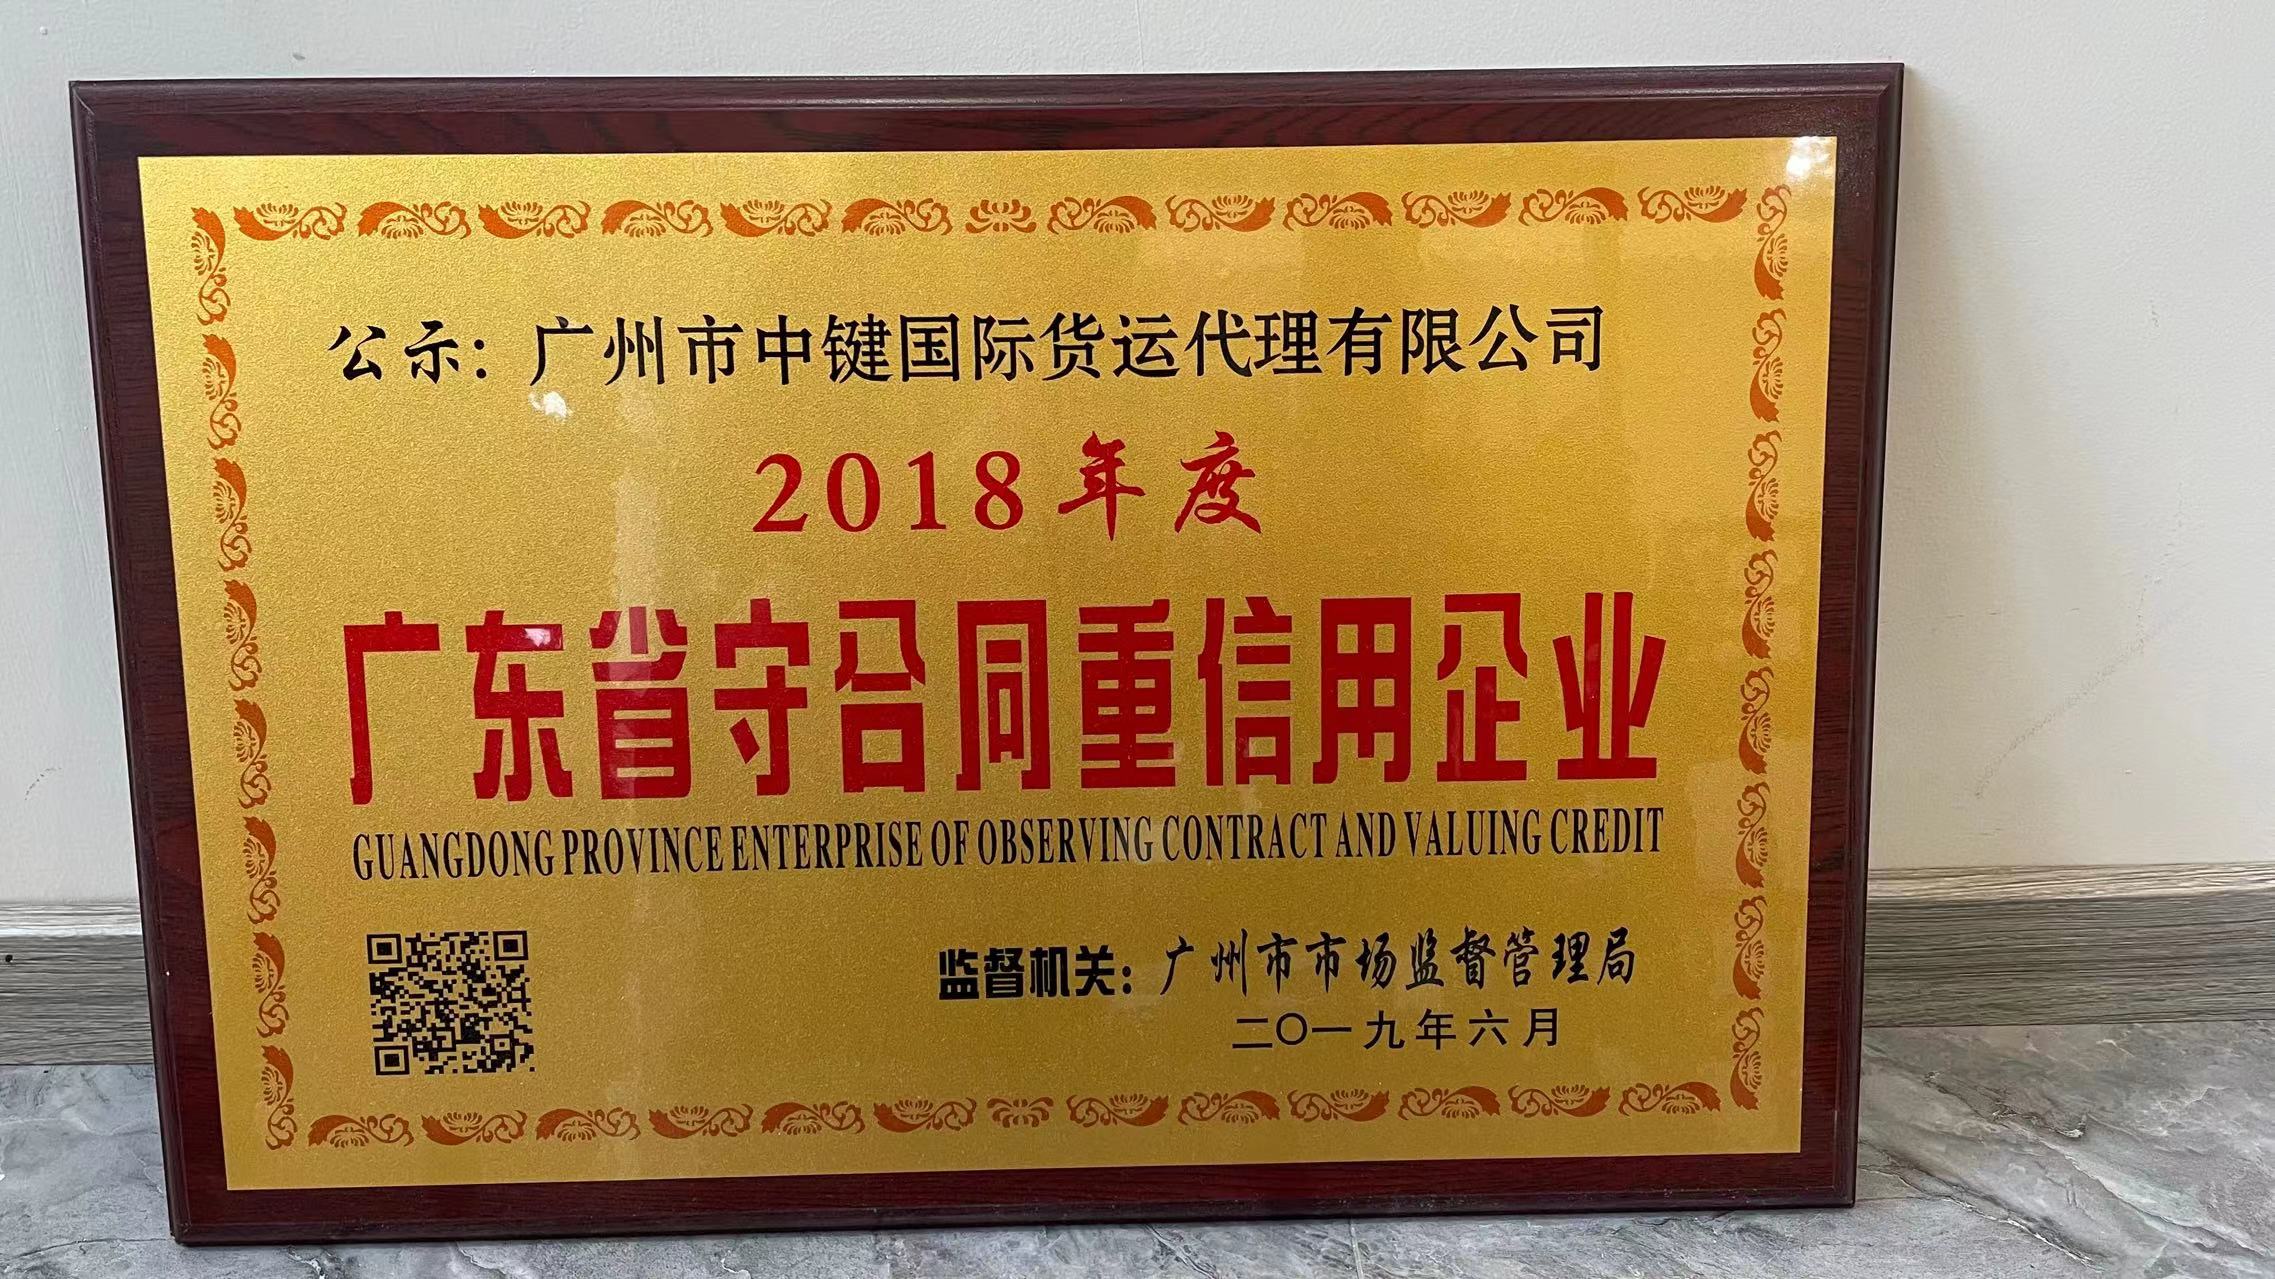 公示：广州市中键国际货运代理有限公司
2018年度
广东省守合同重信用企业
GUANGDONG PROVINCE ENTERPRISE OF OBSERVING CONTRACT AND VALUING CREDIT
监督机关：广州市市场监督管理局
二〇一九年六月